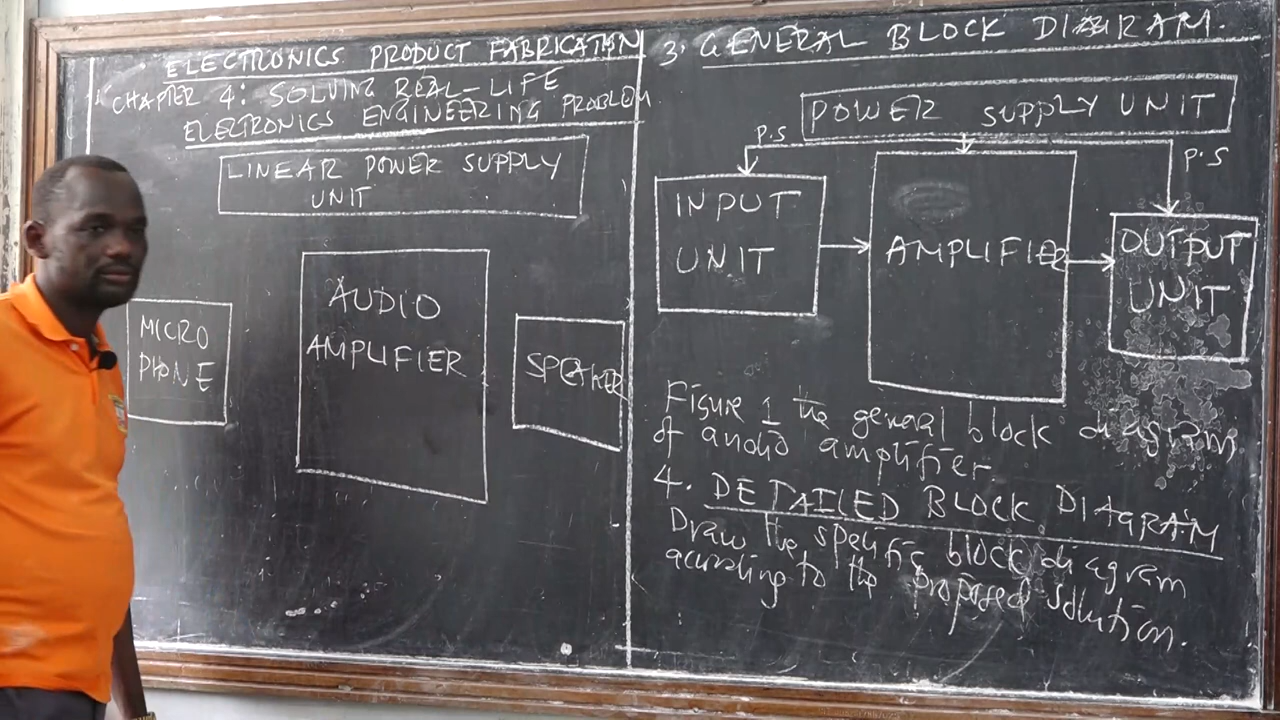 ELECTRONICS PRODUCT FABRICATION
CHAPTER 4: SOLVING REAL-LIFE
ELECTRONICS ENGINEERING PROBLEM
LINEAR POWER SUPPLY
UNIT
AUDIO
AMPLIFIER
MICRO
PHONE
SPEAKER
3. GENERAL BLOCK DIAGRAM.
POWER SUPPLY UNIT
P.S
P.S
INPUT
UNIT
AMPLIFIER
OUTPUT
UNIT
Figure 1 the general block diagram
of audio amplifier.
4. DETAILED BLOCK DIAGRAM
Draw the specific block diagram
according to the proposed solution.